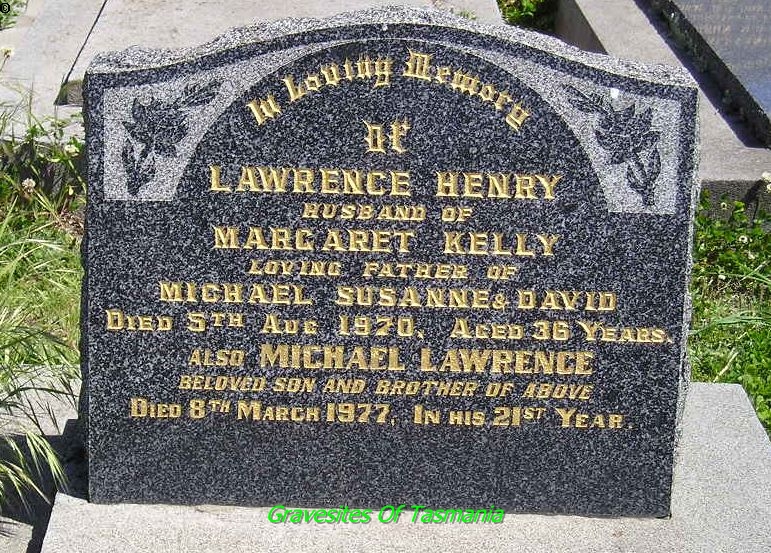 In Loving Memory
OF
LAWRENCE HENRY
HUSBAND OF
MARGARET KELLY
LOVING FATHER OF
MICHAEL SUSANNE & DAVID
DIED 5TH AUG 1970. AGED 36 YEARS.
ALSO MICHAEL LAWRENCE
BELOVED SON AND BROTHER OF ABOVE
DIED 8TH MARCH 1977, IN HIS 21ST YEAR.
Gravesites Of Tasmania